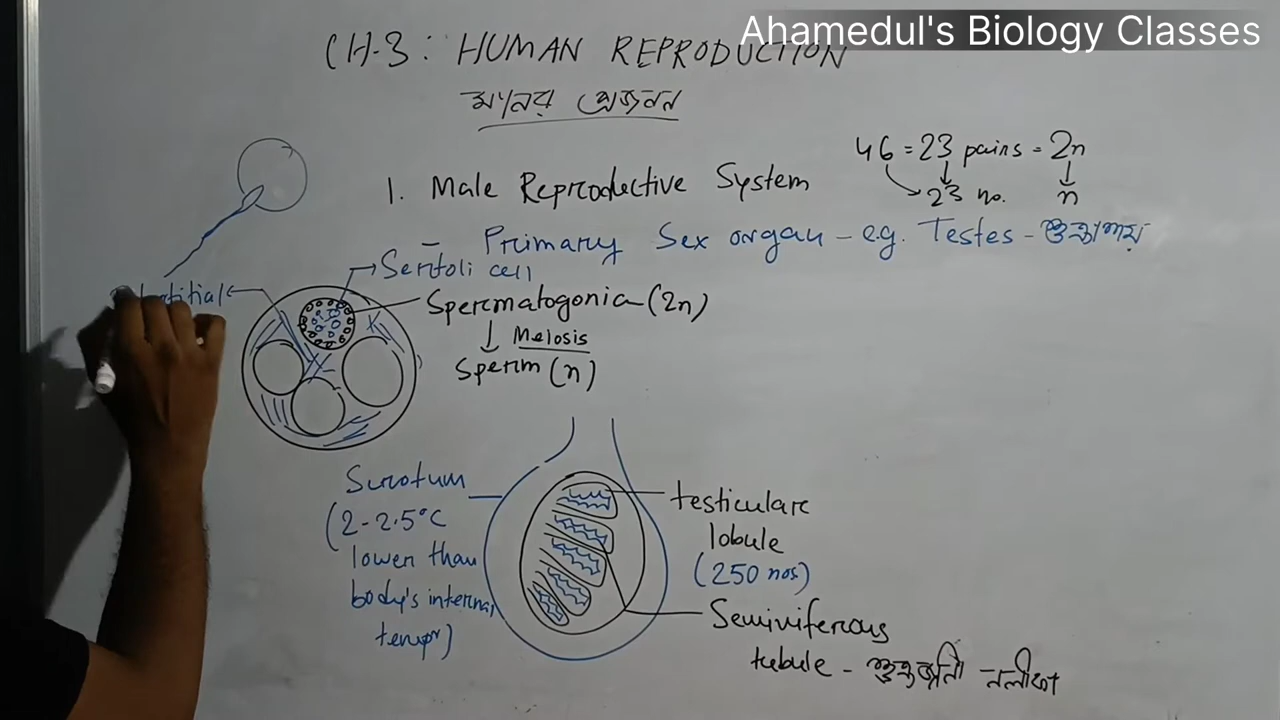 Ahamedul's Biology Classes
CH-3: HUMAN REPRODUCTION
মানব প্রজনন
46 = 23 pairs = 2n
23 no. n
1. Male Reproductive System
– Primary Sex organ – e.g. Testes – শুক্রাশয়
Sertoli cell
Spermatogonia (2n)
Meiosis
Sperm (n)
Scrotum
(2-2.5°C
lower than
body's internal
tempr)
testicular
lobule
(250 nos)
Seminiferous
tubule –